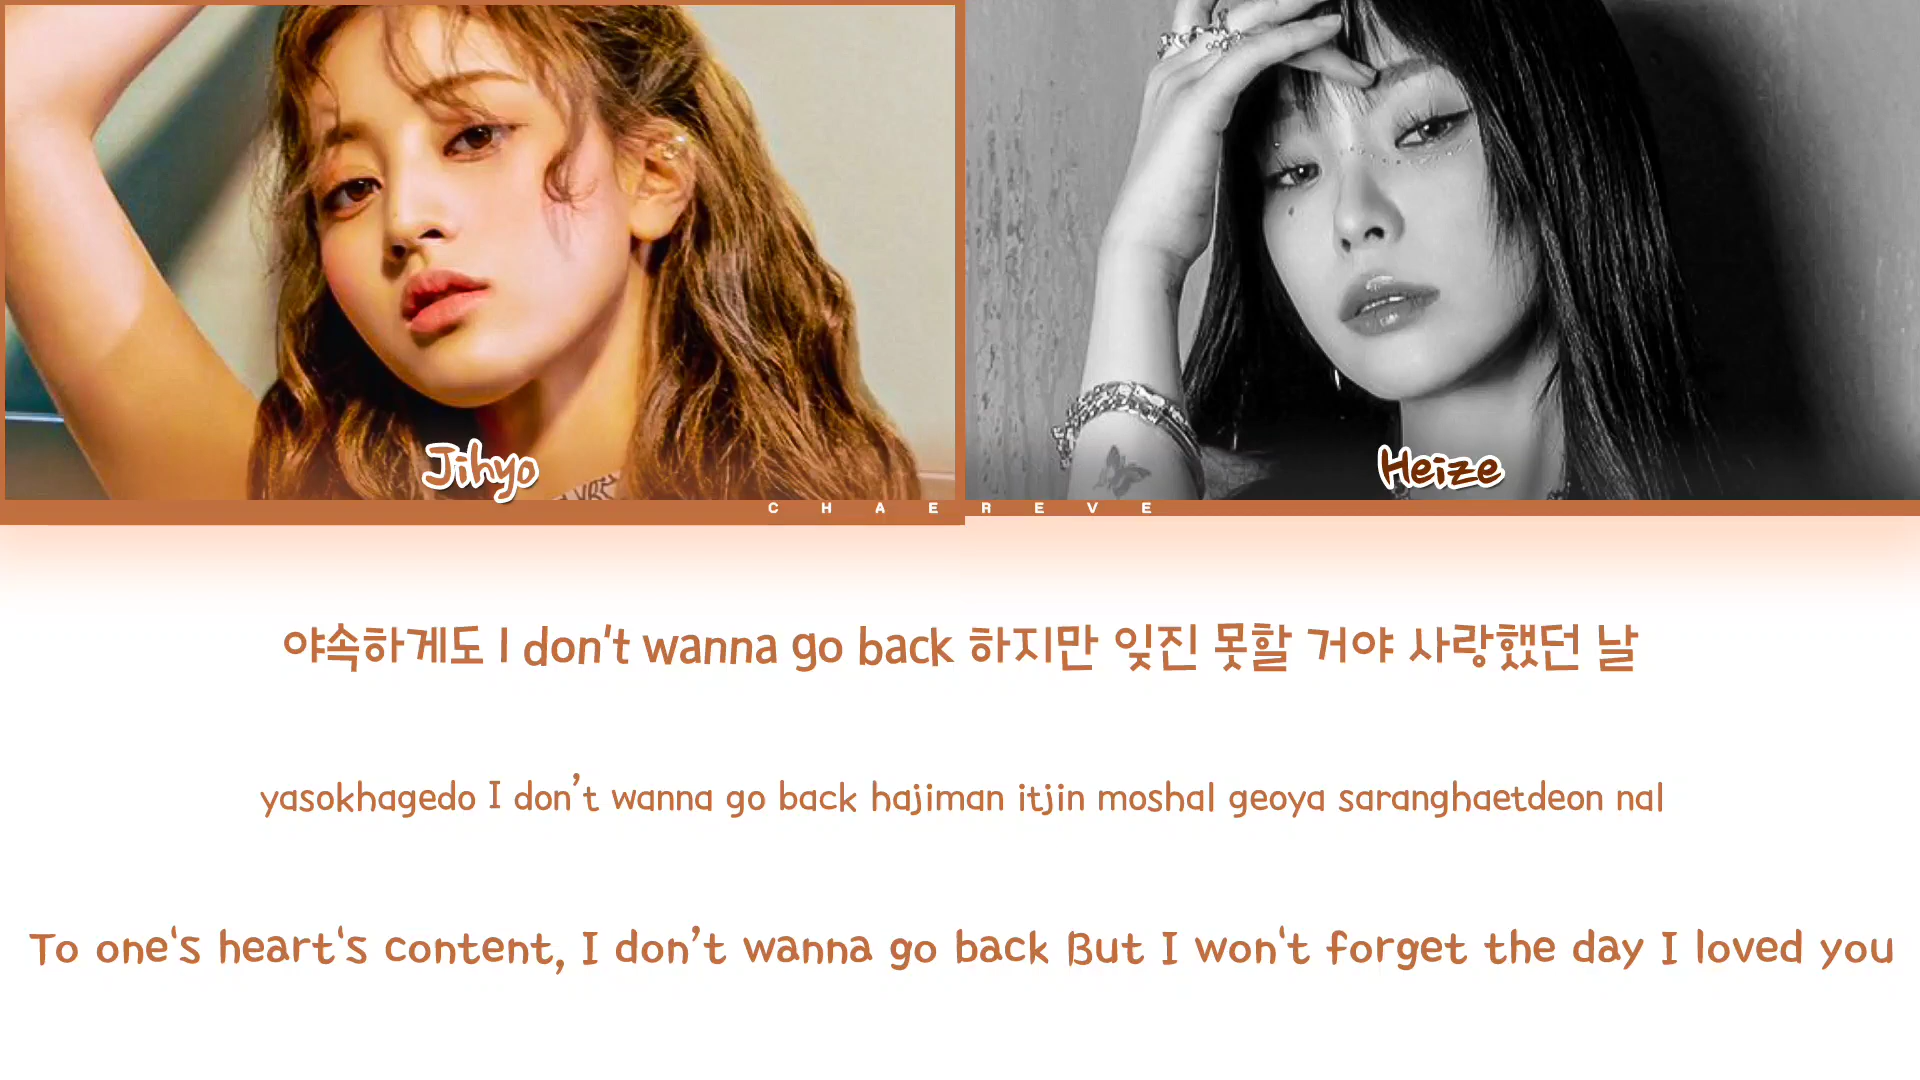 Jihyo
Heize
CHAEREVE
야속하게도 I don't wanna go back 하지만 잊진 못할 거야 사랑했던 날
yasokhagedo I don’t wanna go back hajiman itjin moshal geoya saranghaetdeon nal
To one‘s heart‘s content, I don’t wanna go back But I won‘t forget the day I loved you